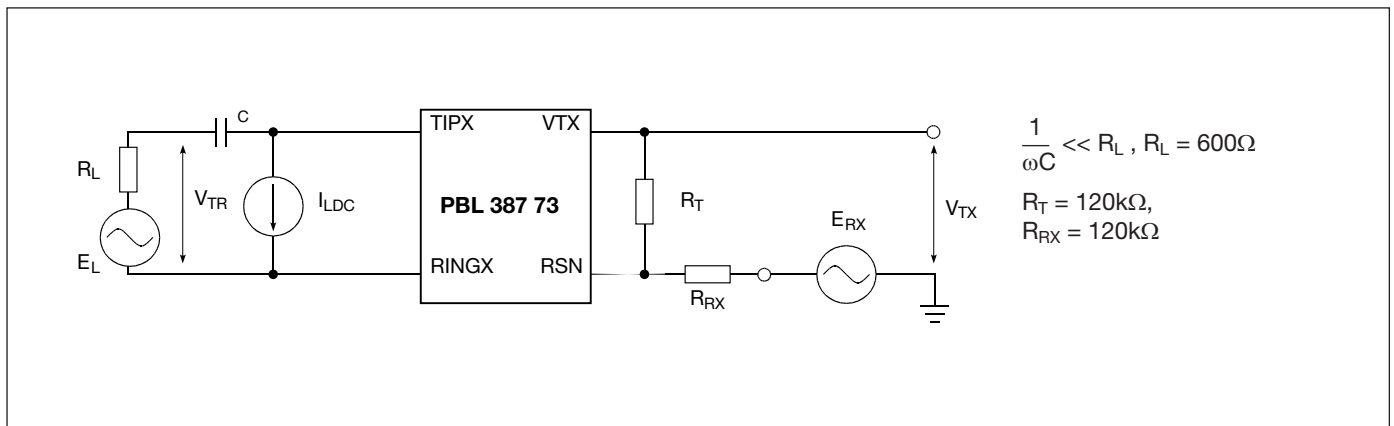 C
R_L
V_TR
I_LDC
E_L
TIPX VTX
PBL 387 73
RINGX RSN
R_T
R_RX
E_RX
V_TX
1
ωC << R_L , R_L = 600Ω
R_T = 120kΩ,
R_RX = 120kΩ